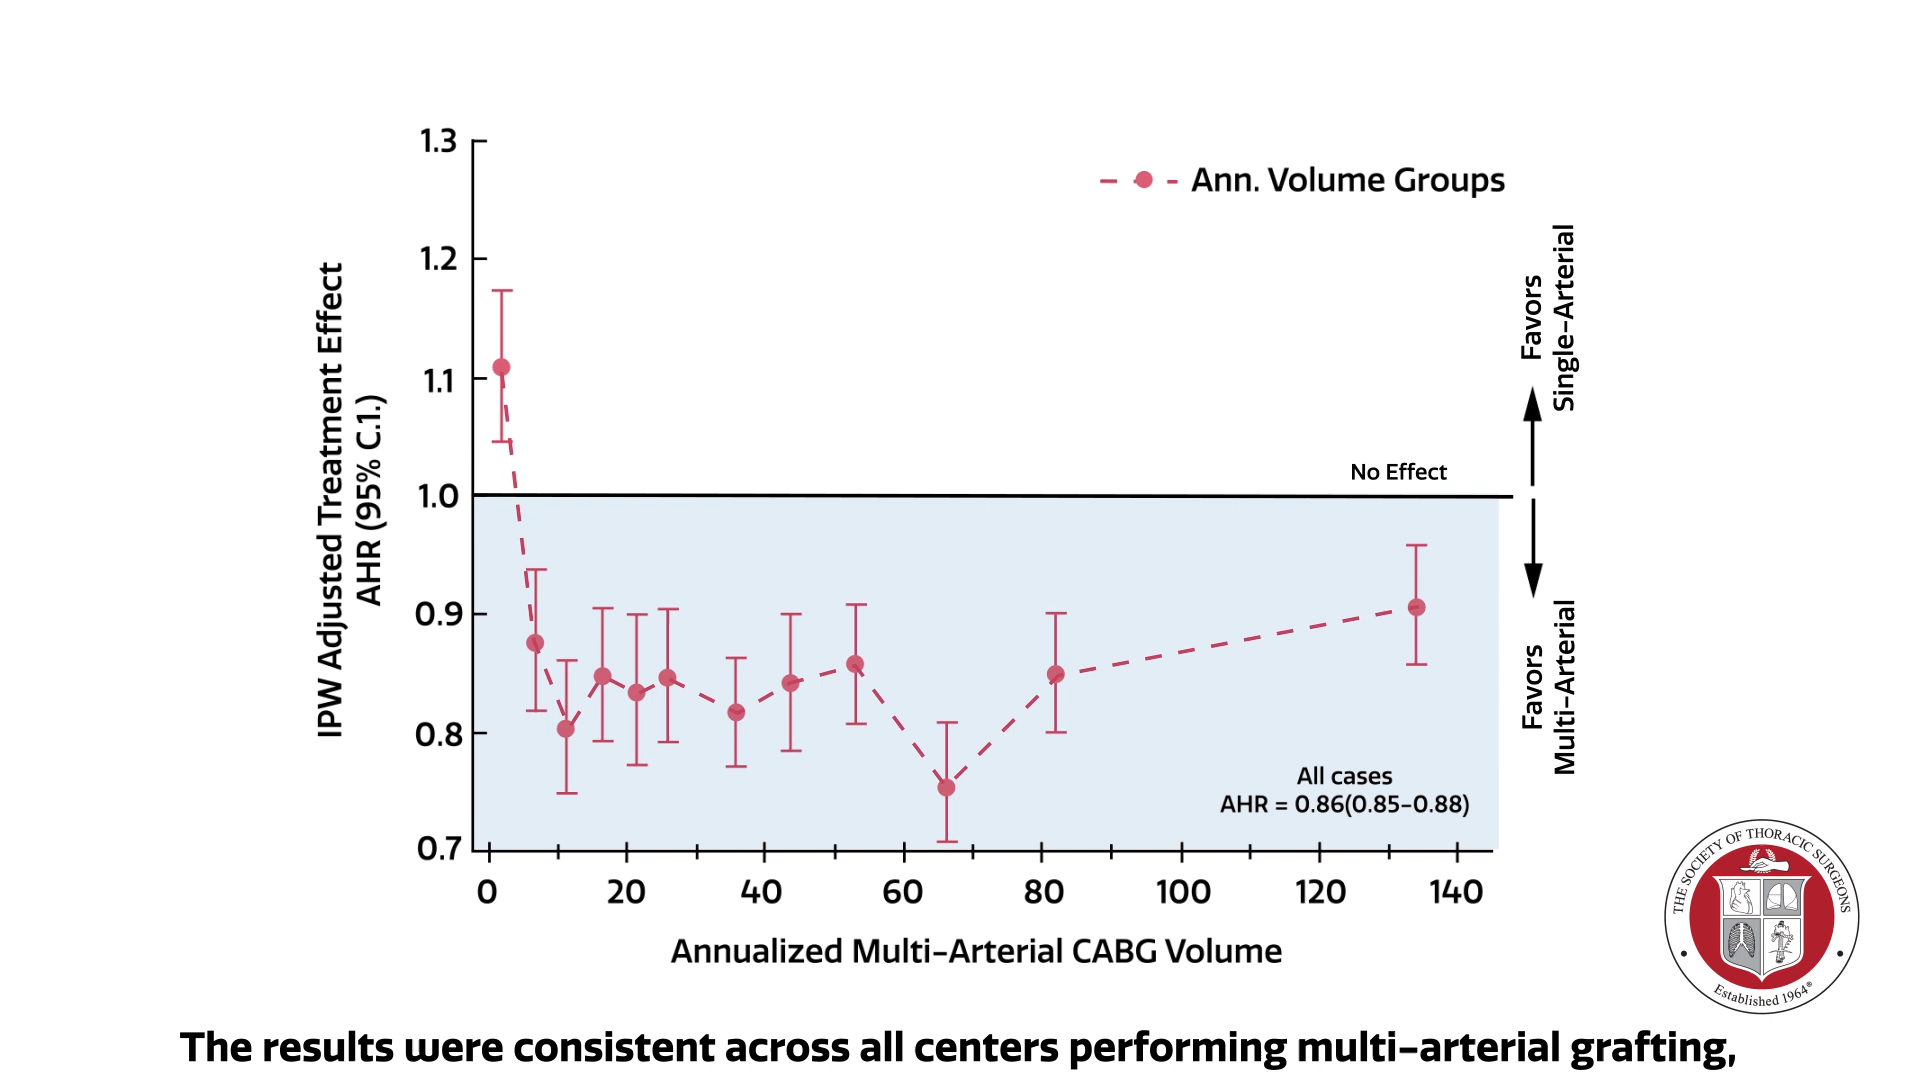 1.3
1.2
1.1
1.0
0.9
0.8
0.7
IPW Adjusted Treatment Effect
AHR (95% C.1.)
Ann. Volume Groups
Favors
Single-Arterial
No Effect
Favors
Multi-Arterial
All cases
AHR = 0.86(0.85-0.88)
0 20 40 60 80 100 120 140
Annualized Multi-Arterial CABG Volume
THE SOCIETY OF THORACIC SURGEONS
Established 1964®
The results were consistent across all centers performing multi-arterial grafting,